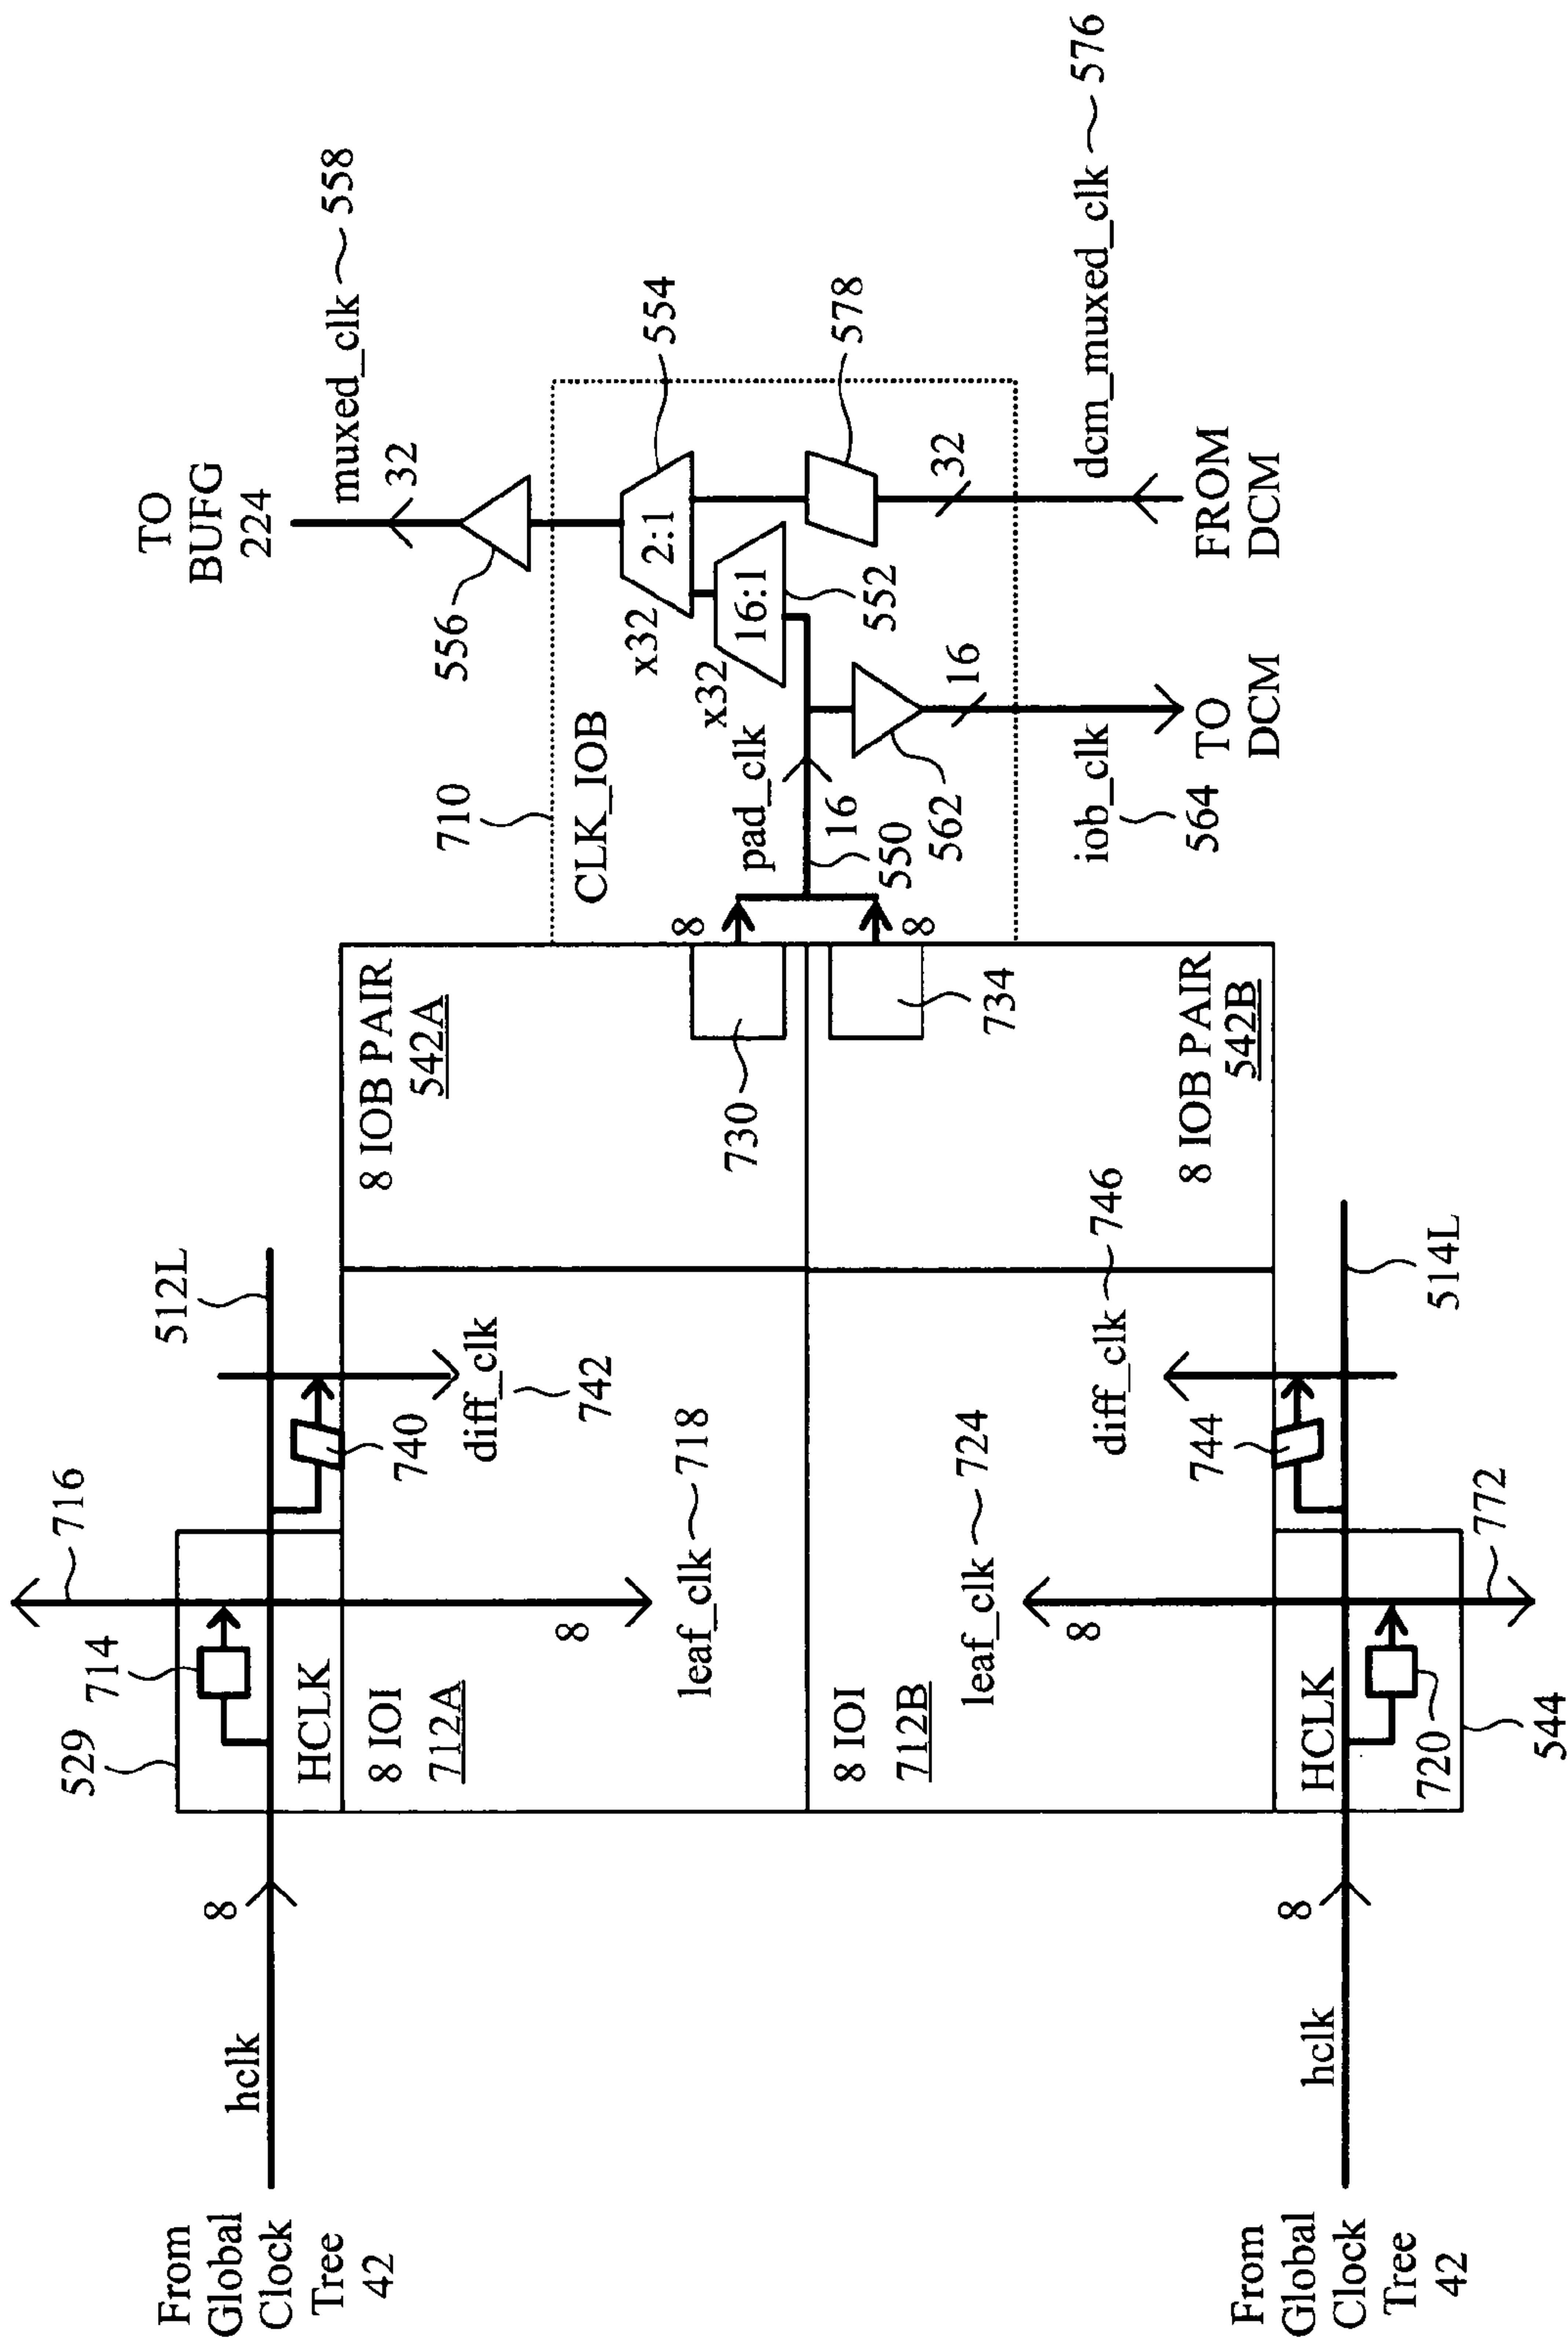 From
Global
Clock
Tree
42
hclk
8
529
714
716
HCLK
512L
740
diff_clk
742
8 IOI
712A
8
leaf_clk 718
8 IOB PAIR
542A
730
8
710
CLK_IOB
pad_clk
16
550
x32
16:1
552
x32
2:1
554
556
TO
BUFG
224
muxed_clk 558
32
578
32
dcm_muxed_clk 576
FROM
DCM
562
16
iob_clk
564
TO
DCM
8
734
8 IOB PAIR
542B
8 IOI
712B
leaf_clk 724
8
diff_clk 746
744
514L
From
Global
Clock
Tree
42
hclk
8
HCLK
720
544
772